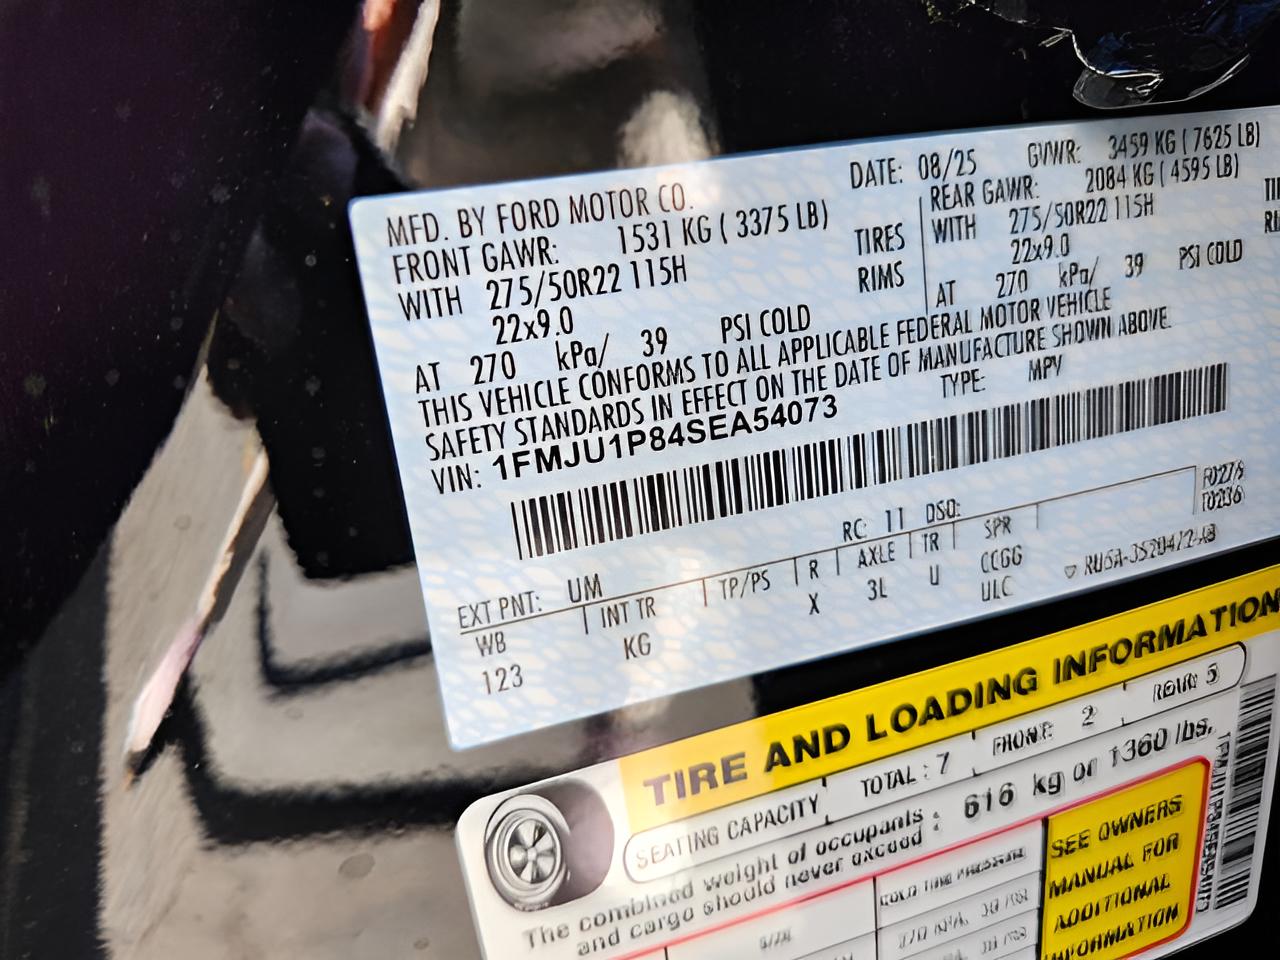 MFD. BY FORD MOTOR CO.
DATE: 08/25 GVWR: 3459 KG ( 7625 LB)
FRONT GAWR: 1531 KG ( 3375 LB) REAR GAWR: 2084 KG ( 4595 LB)
WITH 275/50R22 115H TIRES WITH 275/50R22 115H
22x9.0 RIMS 22x9.0
AT 270 kPa/ 39 PSI COLD AT 270 kPa/ 39 PSI COLD
THIS VEHICLE CONFORMS TO ALL APPLICABLE FEDERAL MOTOR VEHICLE
SAFETY STANDARDS IN EFFECT ON THE DATE OF MANUFACTURE SHOWN ABOVE.
VIN: 1FMJU1P84SEA54073 TYPE: MPV
EXT PNT: UM RC: 11 DSO:
WB INT TR TP/PS R AXLE TR SPR
123 KG X 3L U CCGG
ULC
TIRE AND LOADING INFORMATION
SEATING CAPACITY TOTAL : 7 FRONT: 2 REAR: 5
The combined weight of occupants : 616 kg or 1360 lbs.
and cargo should never exceed
COLD TIRE PRESSURE
SEE OWNERS
MANUAL FOR
ADDITIONAL
INFORMATION